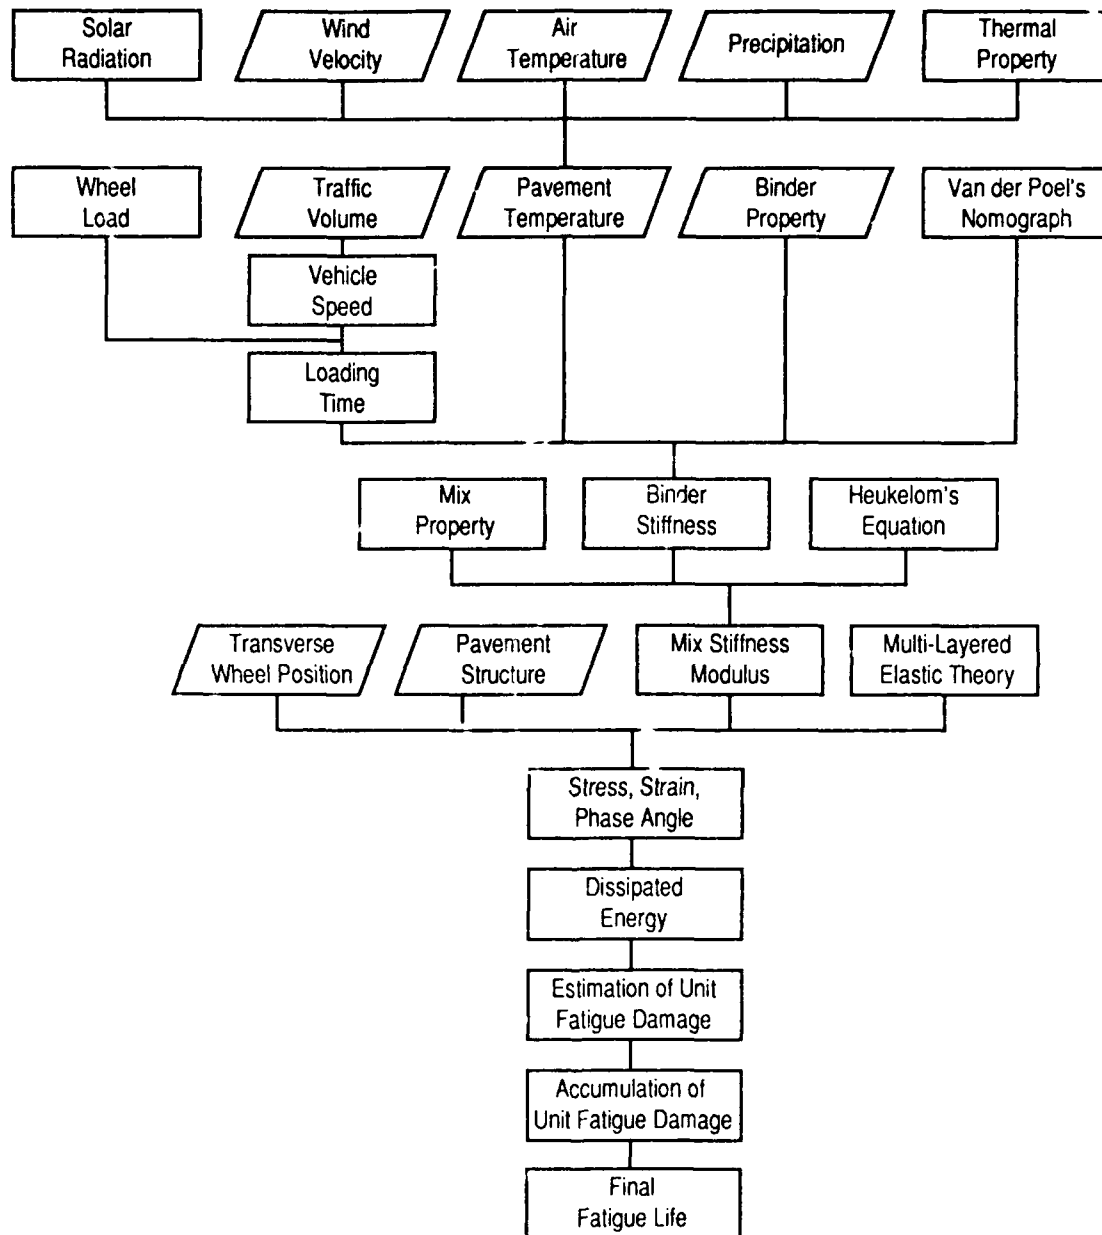 Solar
Radiation
Wind
Velocity
Air
Temperature
Precipitation
Thermal
Property
Wheel
Load
Traffic
Volume
Pavement
Temperature
Binder
Property
Van der Poel's
Nomograph
Vehicle
Speed
Loading
Time
Mix
Property
Binder
Stiffness
Heukelom's
Equation
Transverse
Wheel Position
Pavement
Structure
Mix Stiffness
Modulus
Multi-Layered
Elastic Theory
Stress, Strain,
Phase Angle
Dissipated
Energy
Estimation of Unit
Fatigue Damage
Accumulation of
Unit Fatigue Damage
Final
Fatigue Life